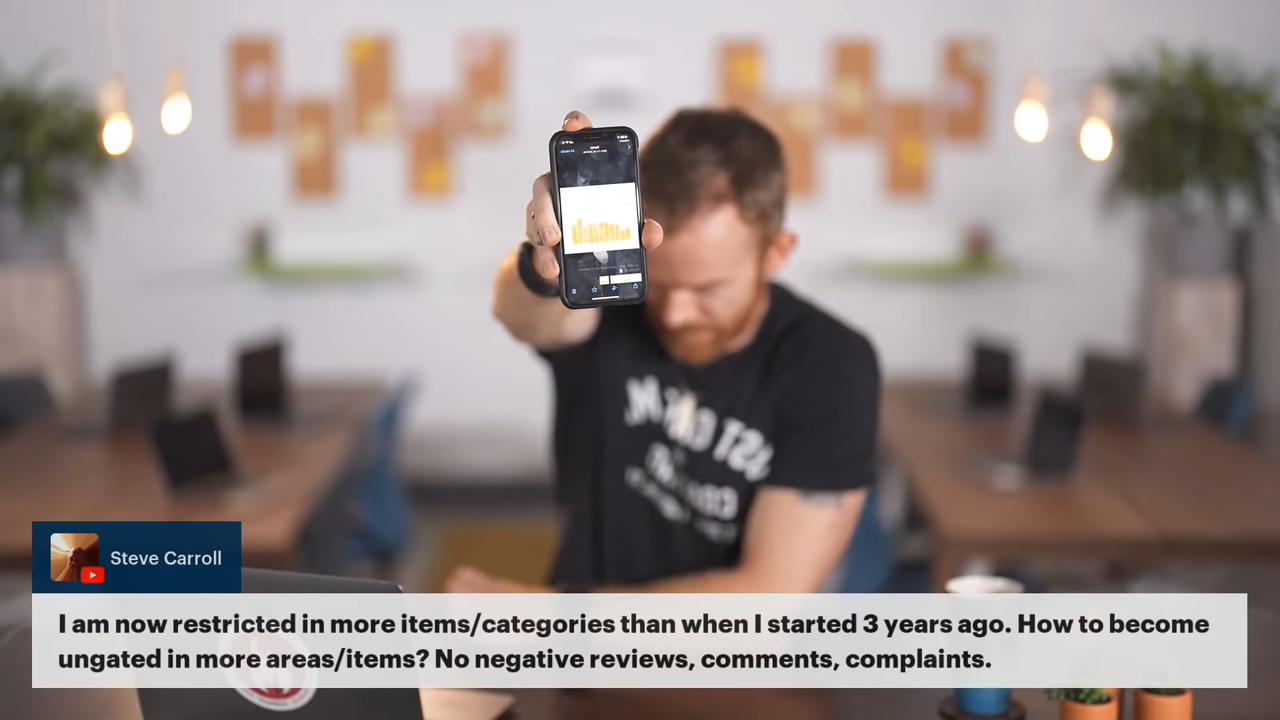 Steve Carroll
I am now restricted in more items/categories than when I started 3 years ago. How to become
ungated in more areas/items? No negative reviews, comments, complaints.